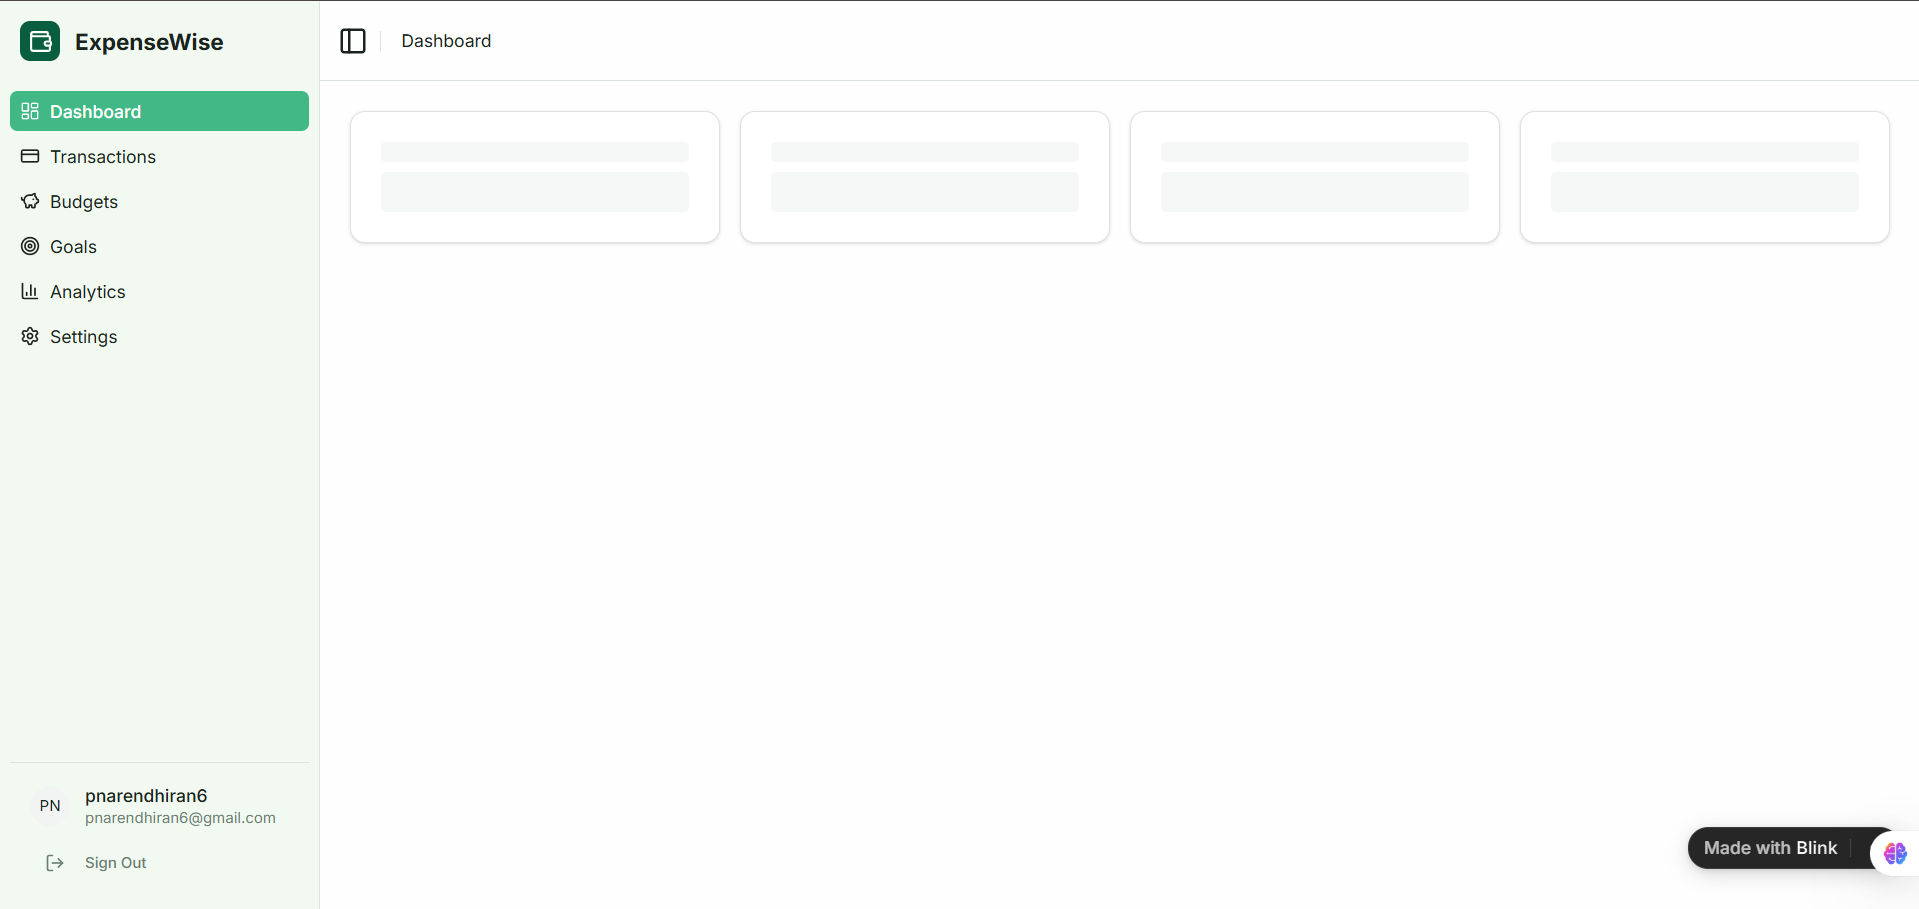 ExpenseWise
Dashboard
Dashboard
Transactions
Budgets
Goals
Analytics
Settings
PN
pnarendhiran6
pnarendhiran6@gmail.com
Sign Out
Made with Blink